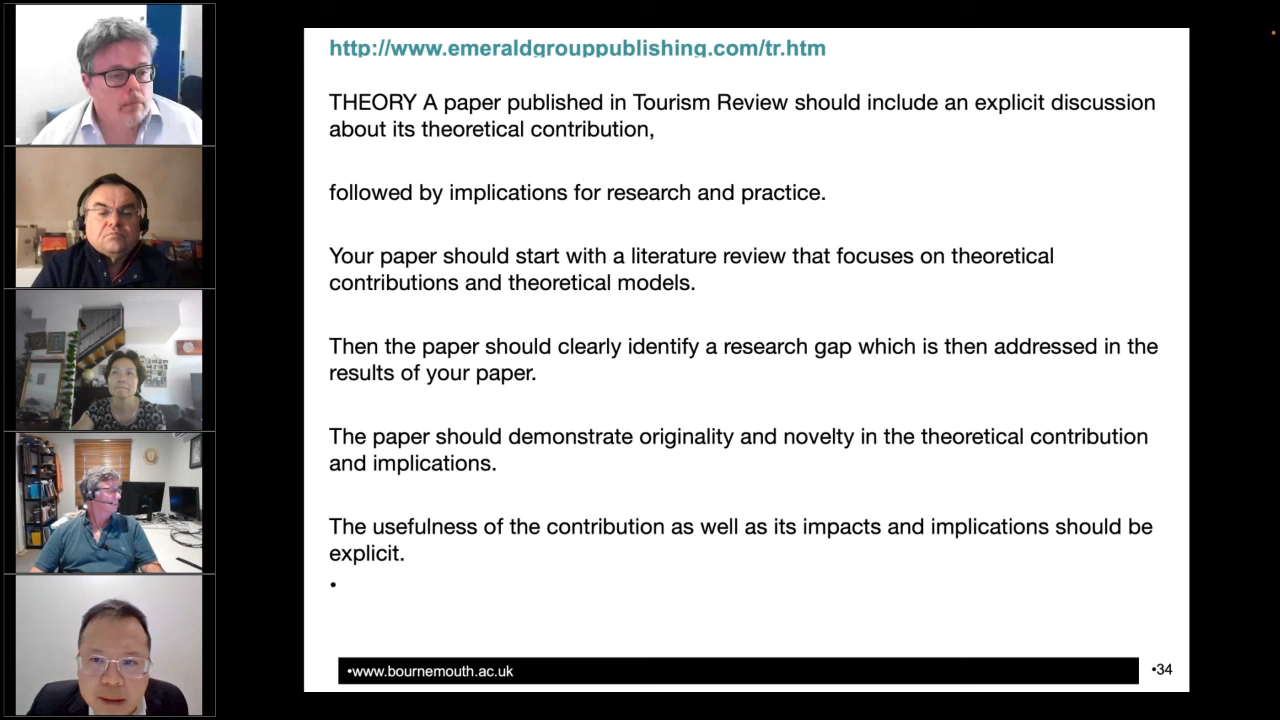 http://www.emeraldgrouppublishing.com/tr.htm
THEORY A paper published in Tourism Review should include an explicit discussion
about its theoretical contribution,
followed by implications for research and practice.
Your paper should start with a literature review that focuses on theoretical
contributions and theoretical models.
Then the paper should clearly identify a research gap which is then addressed in the
results of your paper.
The paper should demonstrate originality and novelty in the theoretical contribution
and implications.
The usefulness of the contribution as well as its impacts and implications should be
explicit.
•
•www.bournemouth.ac.uk
•34